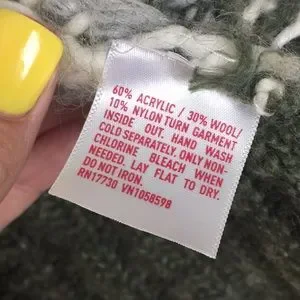 60% ACRYLIC / 30% WOOL/
10% NYLON TURN GARMENT
INSIDE OUT. HAND WASH
COLD SEPARATELY. ONLY NON-
CHLORINE BLEACH WHEN
NEEDED. LAY FLAT TO DRY.
DO NOT IRON.
RN17730 VN1058598